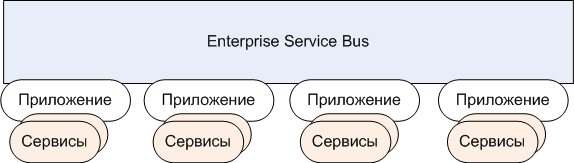 Enterprise Service Bus
Приложение Приложение Приложение Приложение
Сервисы Сервисы Сервисы Сервисы